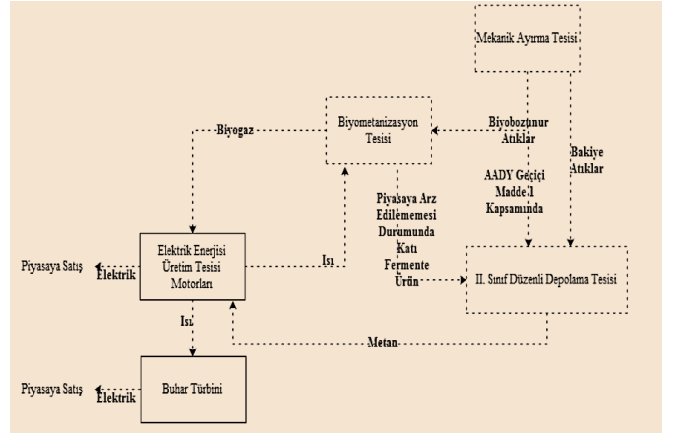 Mekanik Ayırma Tesisi
Biyometanizasyon
Tesisi
Biyobozunur
Atıklar
Biyogaz
Bakiye
Atıklar
AADY Geçici
Madde 1
Kapsamında
Piyasaya Arz
Edilememesi
Durumunda
Katı
Fermente
Ürün
Elektrik Enerjisi
Üretim Tesisi
Motorları
Isı
Piyasaya Satış
Elektrik
II. Sınıf Düzenli Depolama Tesisi
Isı
Metan
Piyasaya Satış
Elektrik
Buhar Türbini